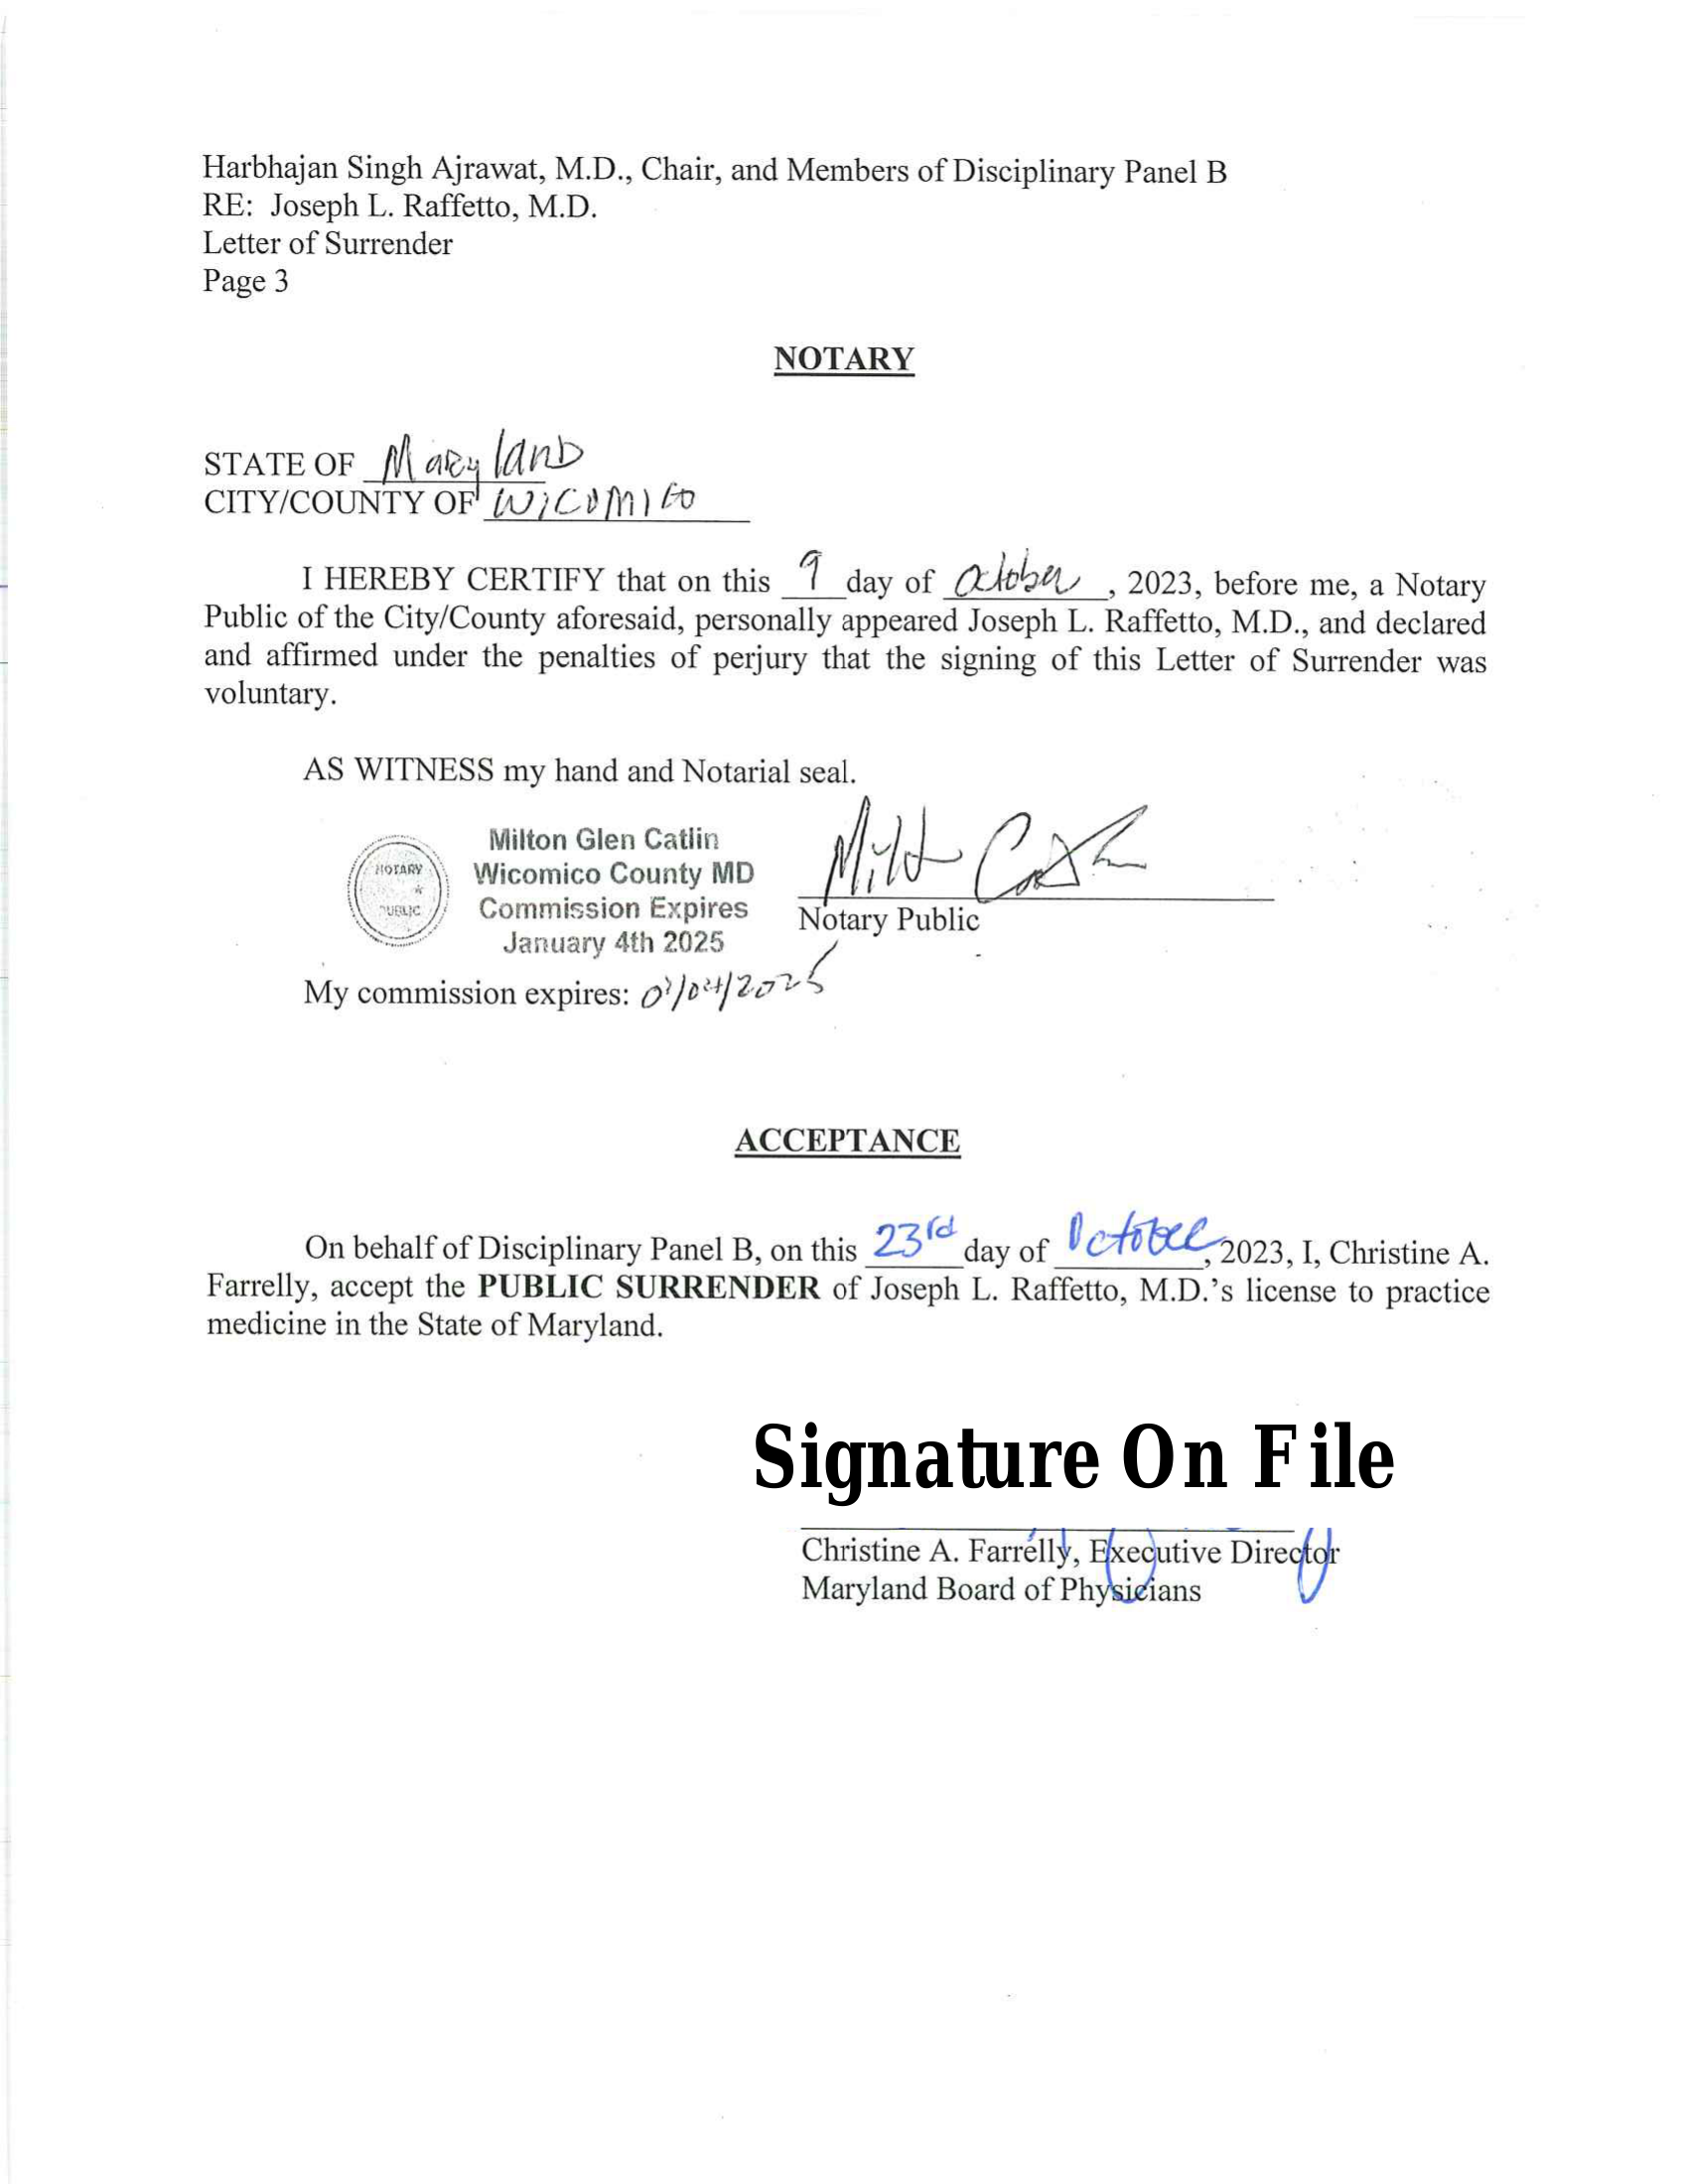 Harbhajan Singh Ajrawat, M.D., Chair, and Members of Disciplinary Panel B
RE: Joseph L. Raffetto, M.D.
Letter of Surrender
Page 3
NOTARY
STATE OF Maryland
CITY/COUNTY OF Wicomico
I HEREBY CERTIFY that on this 9 day of October, 2023, before me, a Notary
Public of the City/County aforesaid, personally appeared Joseph L. Raffetto, M.D., and declared
and affirmed under the penalties of perjury that the signing of this Letter of Surrender was
voluntary.
AS WITNESS my hand and Notarial seal.
NOTARY
PUBLIC
Milton Glen Catlin
Wicomico County MD
Commission Expires
January 4th 2025
Notary Public
My commission expires: 01/04/2025
ACCEPTANCE
On behalf of Disciplinary Panel B, on this 23rd day of October, 2023, I, Christine A.
Farrelly, accept the PUBLIC SURRENDER of Joseph L. Raffetto, M.D.'s license to practice
medicine in the State of Maryland.
Signature On File
Christine A. Farrelly, Executive Director
Maryland Board of Physicians